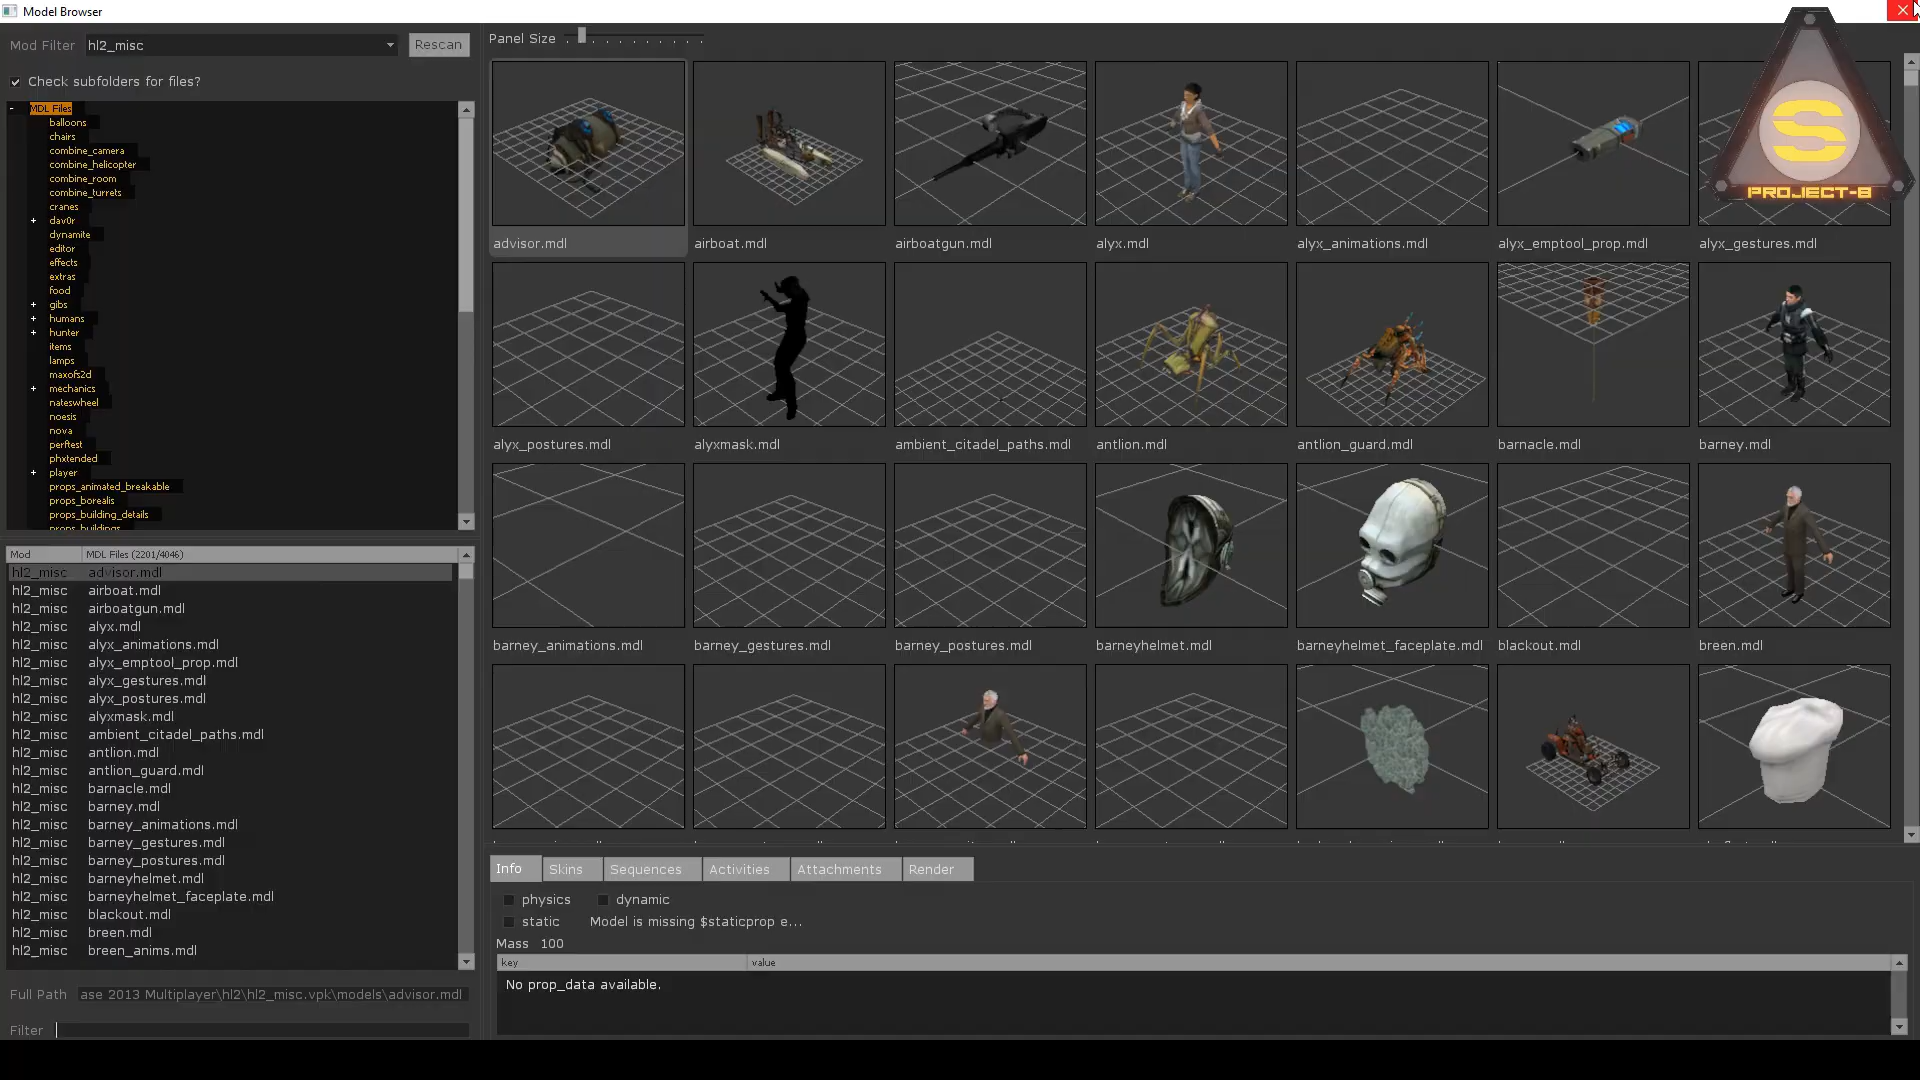 Model Browser
Mod Filter hl2_misc Rescan
Check subfolders for files?
MDL Files
balloons
chairs
combine_camera
combine_helicopter
combine_room
combine_turrets
cranes
dav0r
dynamite
editor
effects
extras
food
gibs
humans
hunter
items
lamps
maxofs2d
mechanics
nateswheel
noesis
nova
perftest
phxtended
player
props_animated_breakable
props_borealis
props_building_details
props_buildings
Mod MDL Files (2201/4046)
hl2_misc advisor.mdl
hl2_misc airboat.mdl
hl2_misc airboatgun.mdl
hl2_misc alyx.mdl
hl2_misc alyx_animations.mdl
hl2_misc alyx_emptool_prop.mdl
hl2_misc alyx_gestures.mdl
hl2_misc alyx_postures.mdl
hl2_misc alyxmask.mdl
hl2_misc ambient_citadel_paths.mdl
hl2_misc antlion.mdl
hl2_misc antlion_guard.mdl
hl2_misc barnacle.mdl
hl2_misc barney.mdl
hl2_misc barney_animations.mdl
hl2_misc barney_gestures.mdl
hl2_misc barney_postures.mdl
hl2_misc barneyhelmet.mdl
hl2_misc barneyhelmet_faceplate.mdl
hl2_misc blackout.mdl
hl2_misc breen.mdl
hl2_misc breen_anims.mdl
Full Path ase 2013 Multiplayer\hl2\hl2_misc.vpk\models\advisor.mdl
Filter
Panel Size
S
PROJECT-8
advisor.mdl airboat.mdl airboatgun.mdl alyx.mdl alyx_animations.mdl alyx_emptool_prop.mdl alyx_gestures.mdl
alyx_postures.mdl alyxmask.mdl ambient_citadel_paths.mdl antlion.mdl antlion_guard.mdl barnacle.mdl barney.mdl
barney_animations.mdl barney_gestures.mdl barney_postures.mdl barneyhelmet.mdl barneyhelmet_faceplate.mdl blackout.mdl breen.mdl
Info Skins Sequences Activities Attachments Render
physics dynamic
static Model is missing $staticprop e...
Mass 100
key value
No prop_data available.